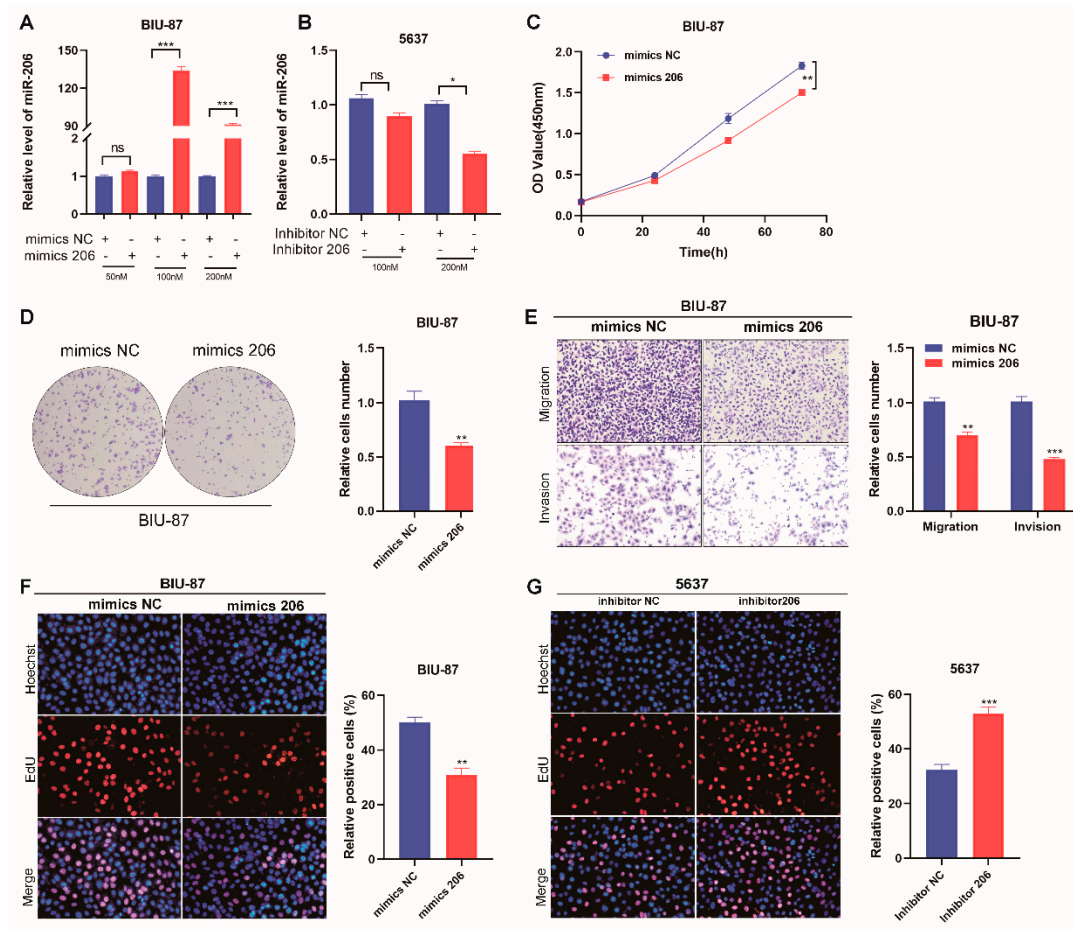 A
BIU-87
Relative level of miR-206
150
130
110
90
2
1
0
ns
***
***
mimics NC + - + - + -
mimics 206 - + - + - +
50nM 100nM 200nM
B
5637
Relative level of miR-206
1.5
1.0
0.5
0.0
ns
*
Inhibitor NC + - + -
Inhibitor 206 - + - +
100nM 200nM
C
BIU-87
mimics NC
mimics 206
OD Value(450nm)
2.0
1.5
1.0
0.5
0.0
**
0 20 40 60 80
Time(h)
D
mimics NC mimics 206
BIU-87
BIU-87
Relative cells number
1.5
1.0
0.5
0.0
**
mimics NC
mimics 206
E
BIU-87
mimics NC mimics 206
Migration
Invasion
BIU-87
mimics NC
mimics 206
Relative cells number
1.5
1.0
0.5
0.0
**
***
Migration Invision
F
BIU-87
mimics NC mimics 206
Hoechst
EdU
Merge
BIU-87
Relative positive cells (%)
60
40
20
0
**
mimics NC
mimics 206
G
5637
inhibitor NC inhibitor206
Hoechst
EdU
Merge
5637
Relative positive cells (%)
60
40
20
0
***
Inhibitor NC
Inhibitor 206